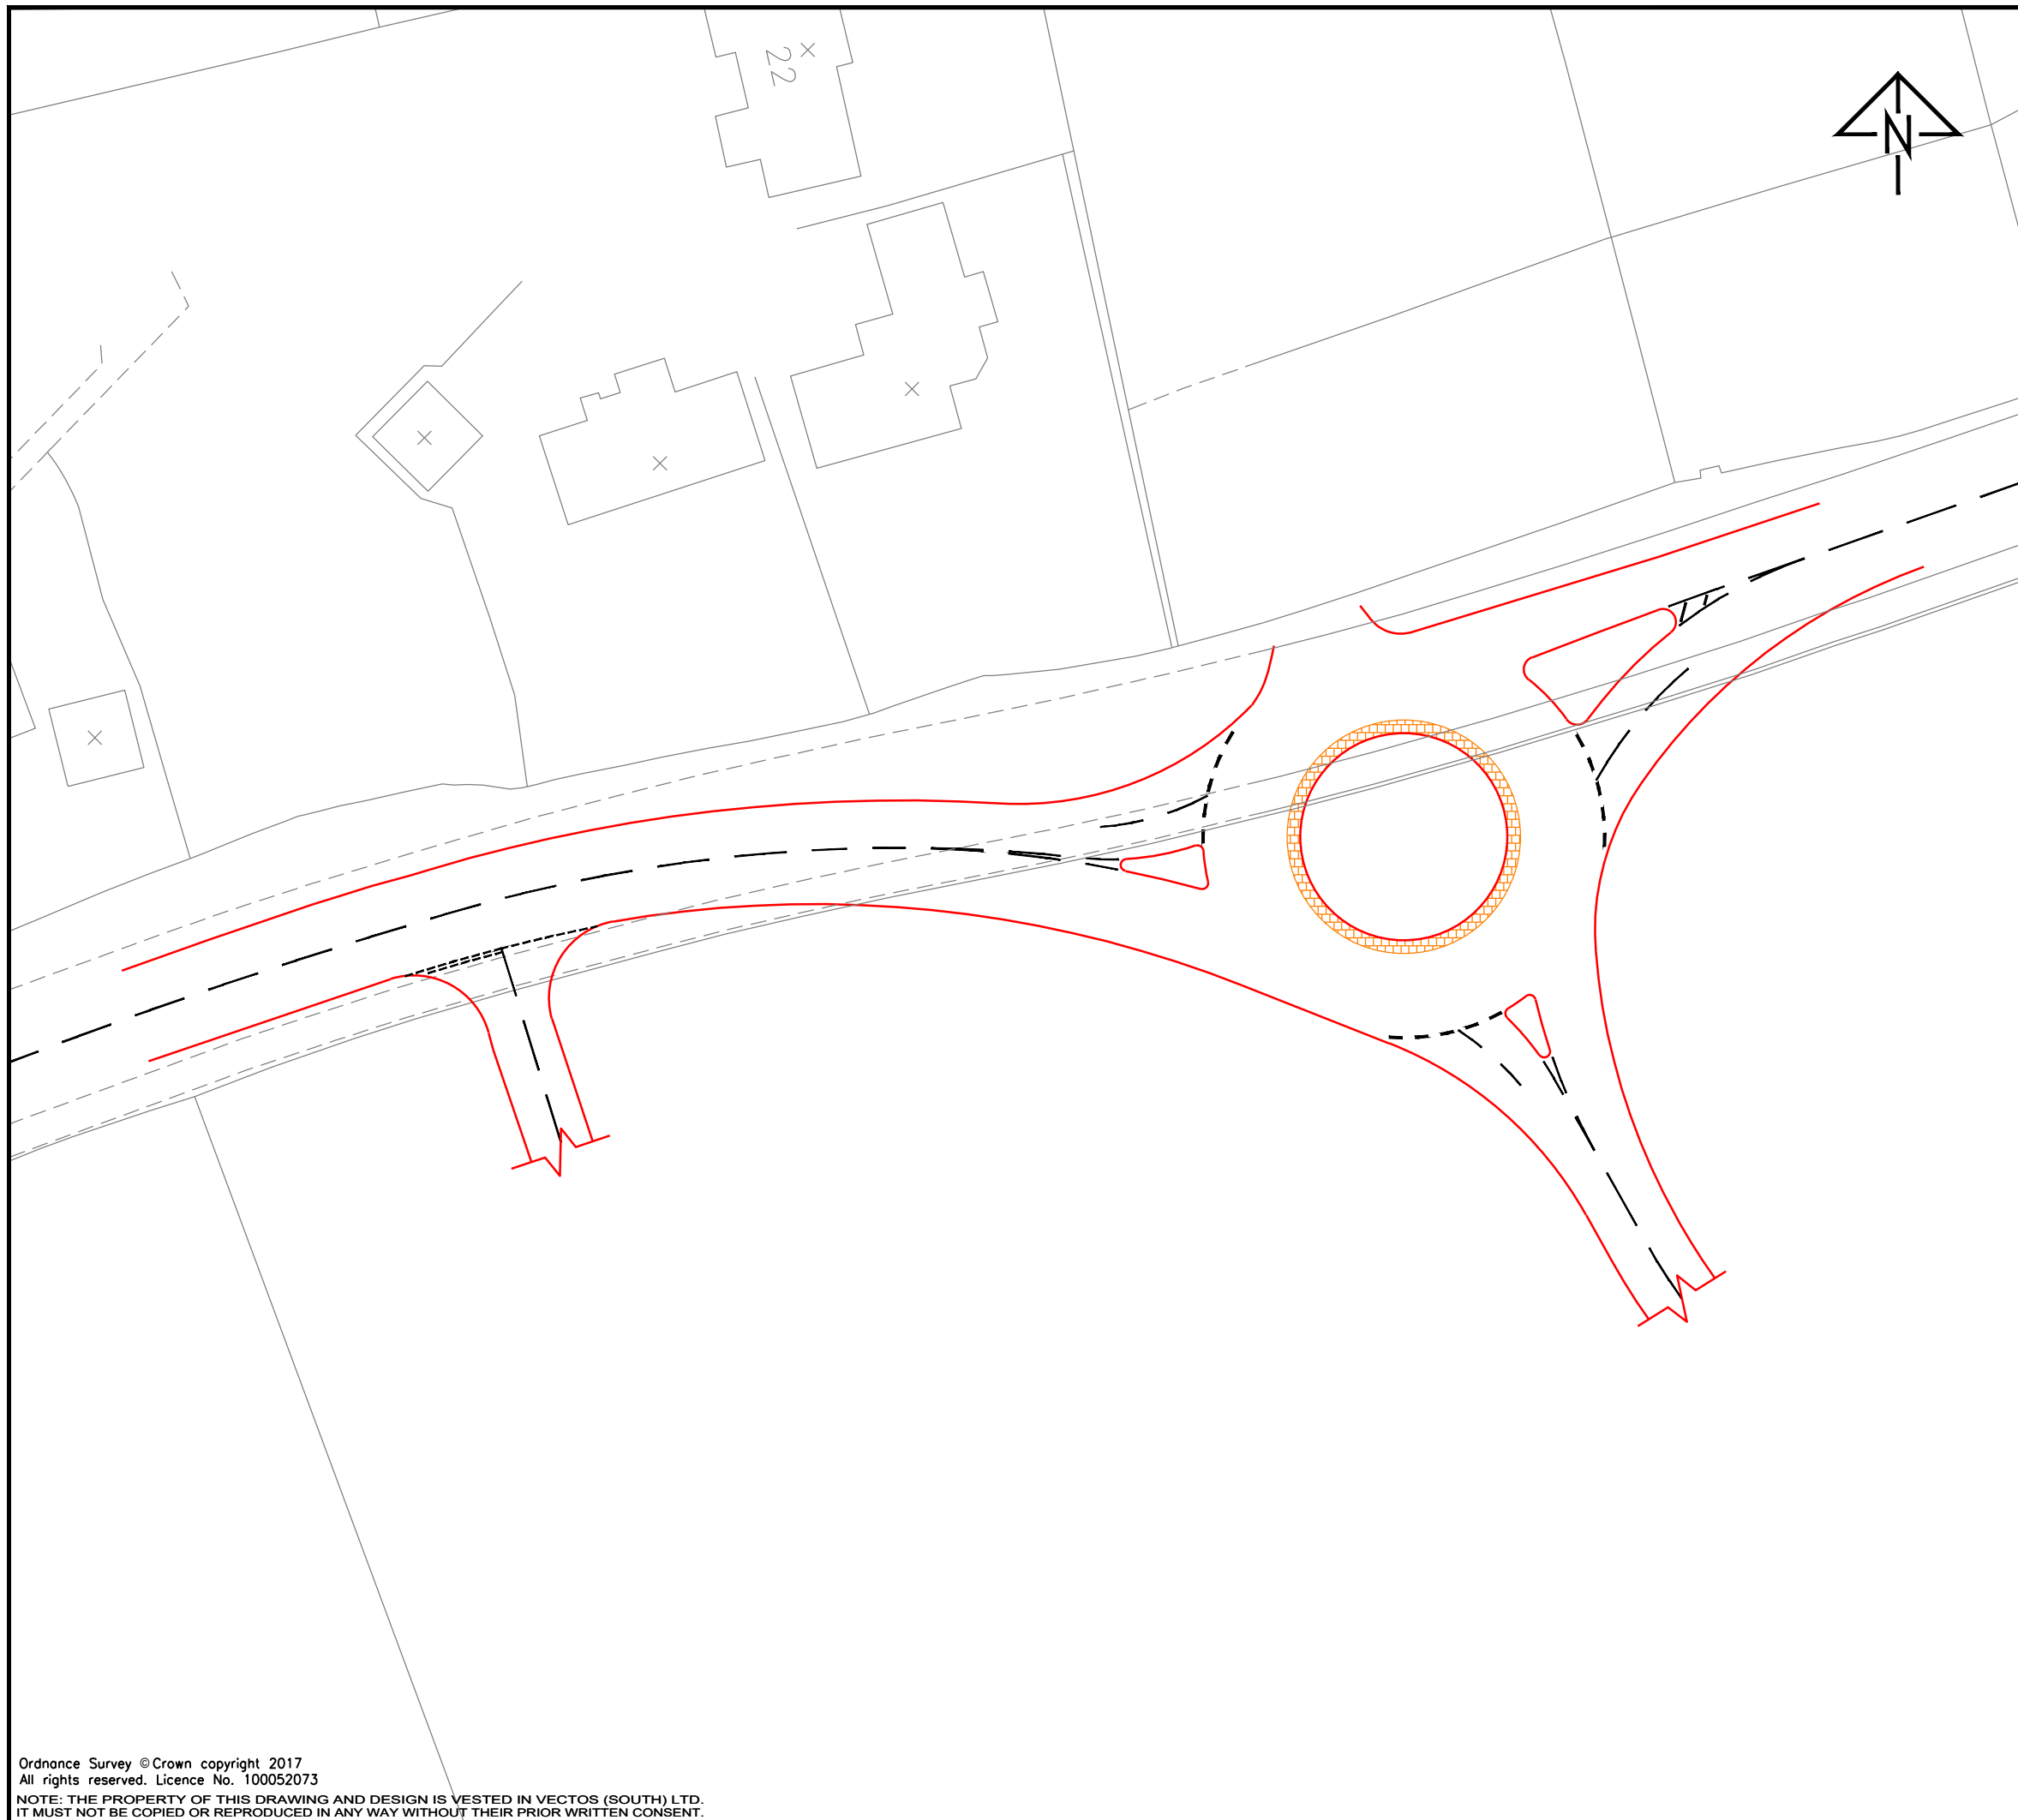 22
N
Ordnance Survey © Crown copyright 2017
All rights reserved. Licence No. 100052073
NOTE: THE PROPERTY OF THIS DRAWING AND DESIGN IS VESTED IN VECTOS (SOUTH) LTD.
IT MUST NOT BE COPIED OR REPRODUCED IN ANY WAY WITHOUT THEIR PRIOR WRITTEN CONSENT.